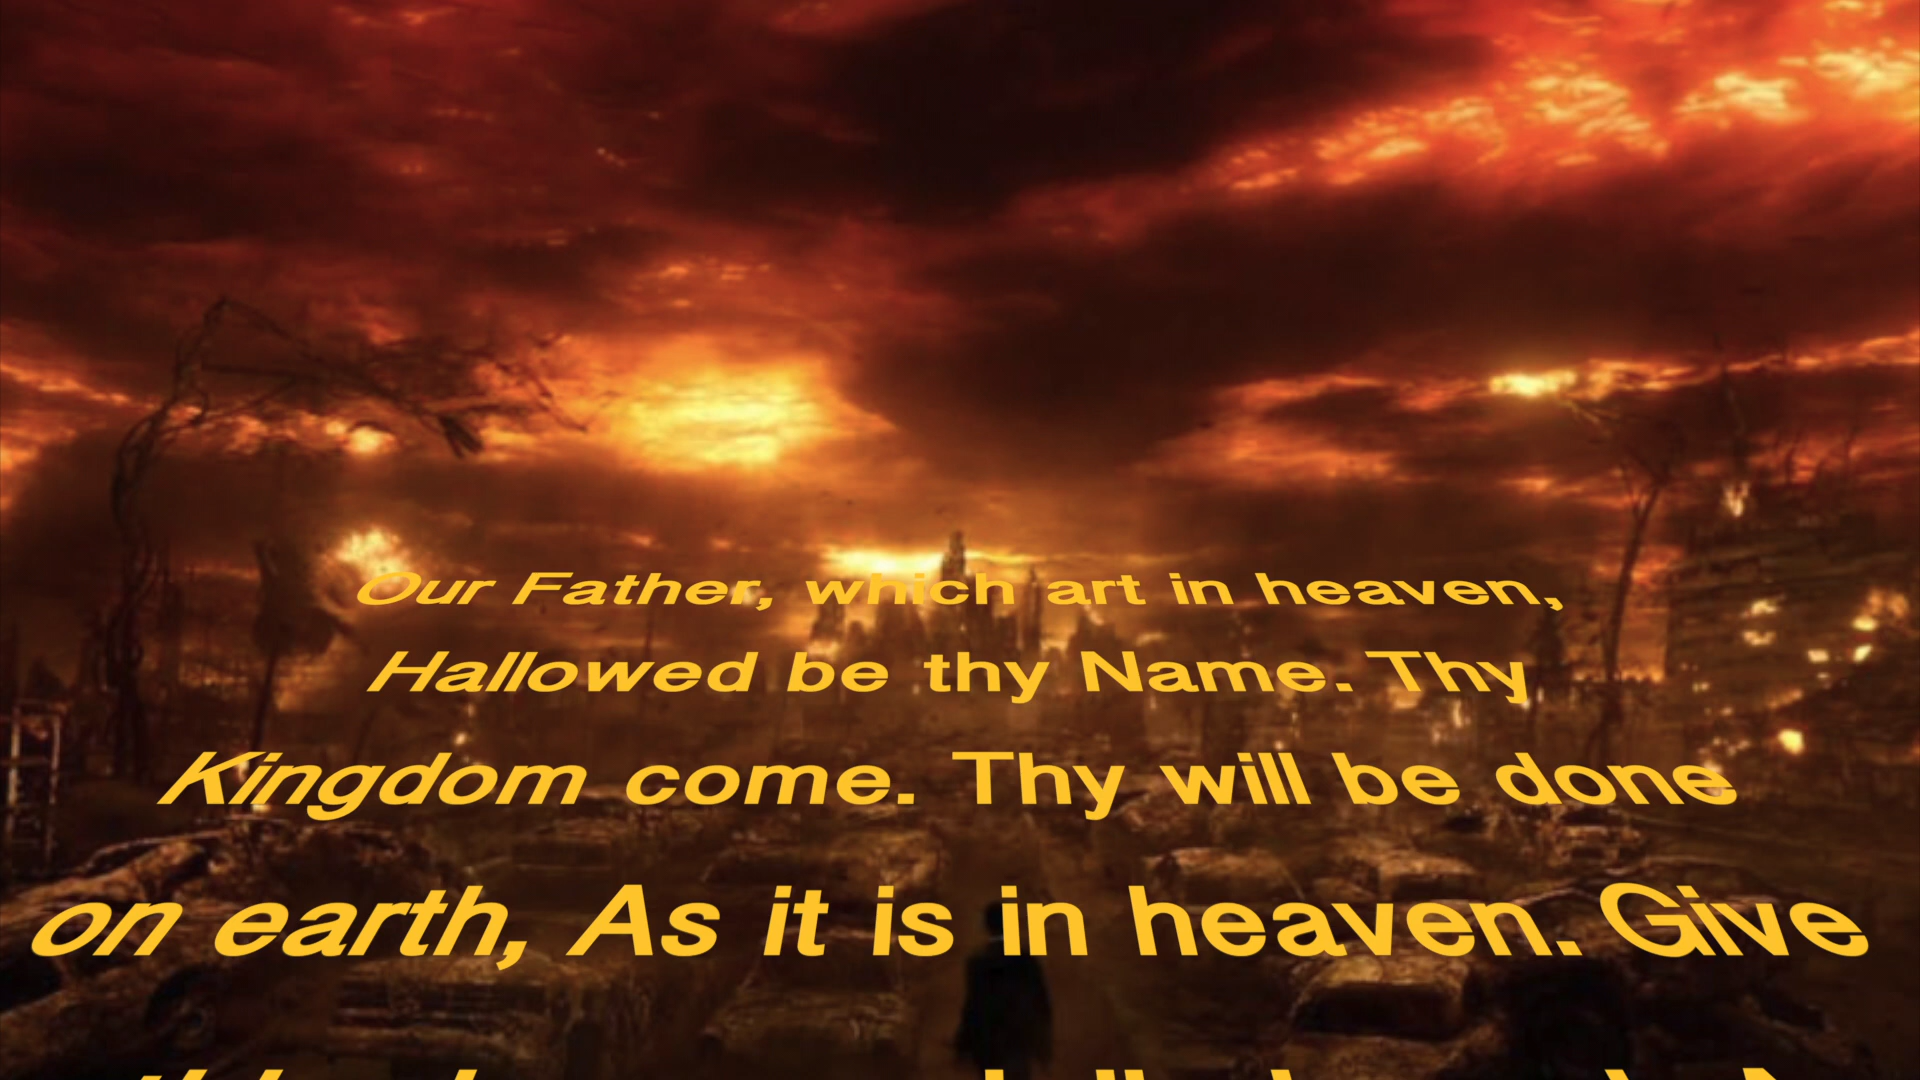 Our Father, which art in heaven,
Hallowed be thy Name. Thy
Kingdom come. Thy will be done
on earth, As it is in heaven. Give